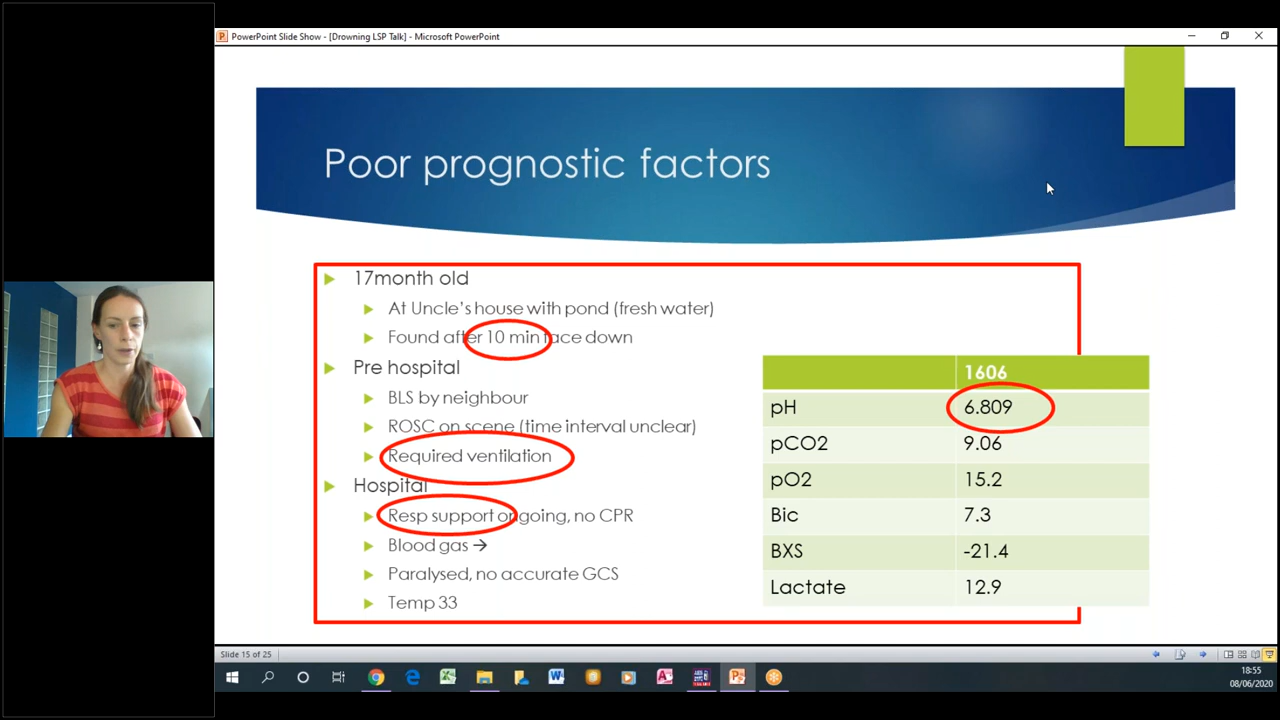 PowerPoint Slide Show - [Drowning LSP Talk] - Microsoft PowerPoint
Poor prognostic factors
17month old
At Uncle's house with pond (fresh water)
Found after 10 min face down
Pre hospital
BLS by neighbour
ROSC on scene (time interval unclear)
Required ventilation
Hospital
Resp support ongoing, no CPR
Blood gas →
Paralysed, no accurate GCS
Temp 33
1606
pH 6.809
pCO2 9.06
pO2 15.2
Bic 7.3
BXS -21.4
Lactate 12.9
Slide 15 of 25
18:55
08/06/2020